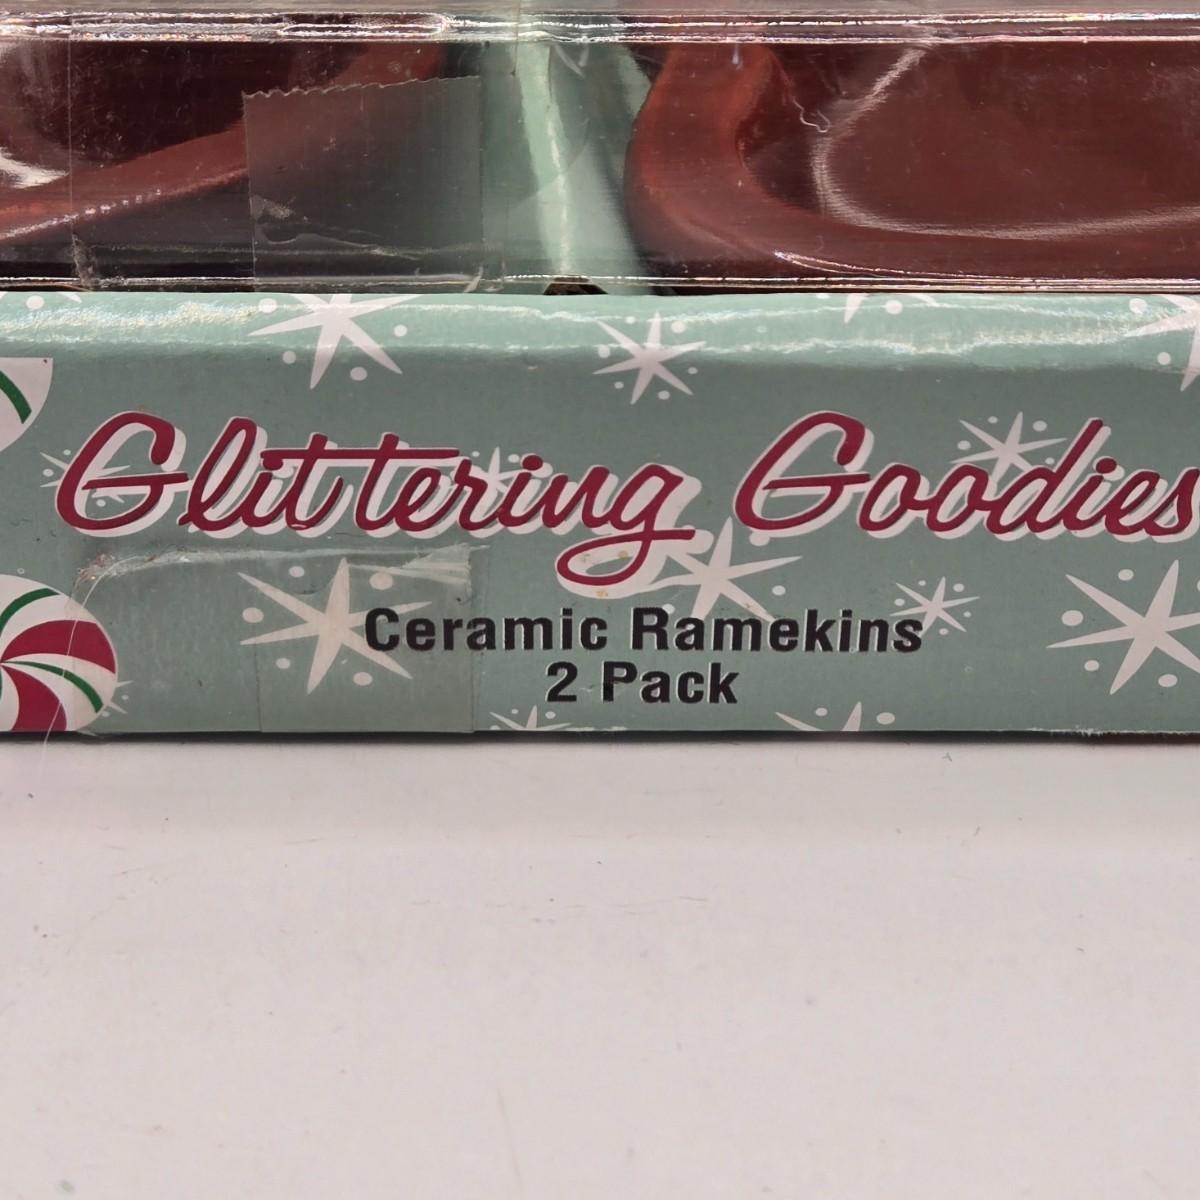 Glittering Goodies
Ceramic Ramekins
2 Pack